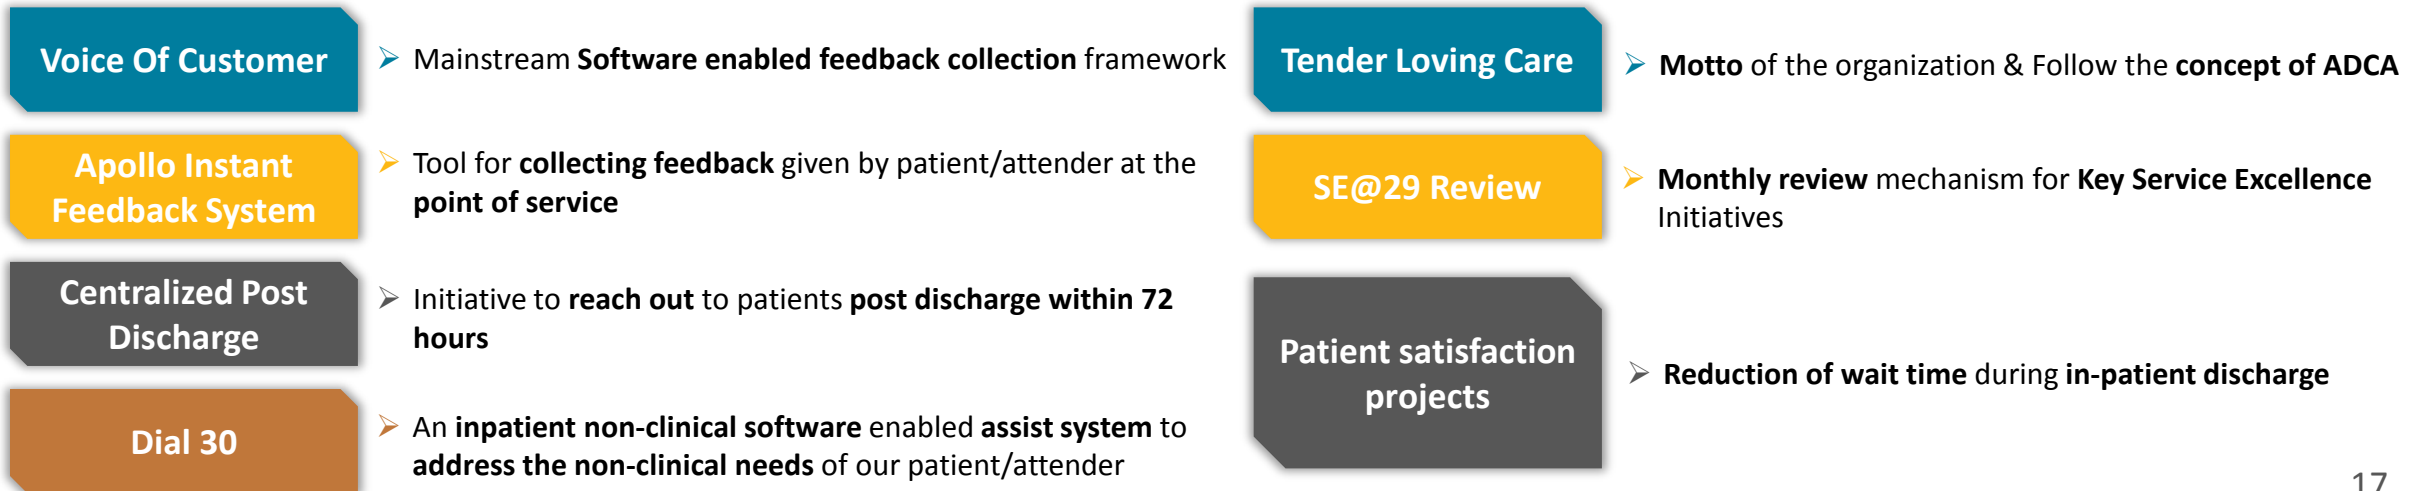 Voice Of Customer
➢ Mainstream Software enabled feedback collection framework
Apollo Instant
Feedback System
➢ Tool for collecting feedback given by patient/attender at the
point of service
Centralized Post
Discharge
➢ Initiative to reach out to patients post discharge within 72
hours
Dial 30
➢ An inpatient non-clinical software enabled assist system to
address the non-clinical needs of our patient/attender
Tender Loving Care
➢ Motto of the organization & Follow the concept of ADCA
SE@29 Review
➢ Monthly review mechanism for Key Service Excellence
Initiatives
Patient satisfaction
projects
➢ Reduction of wait time during in-patient discharge
17